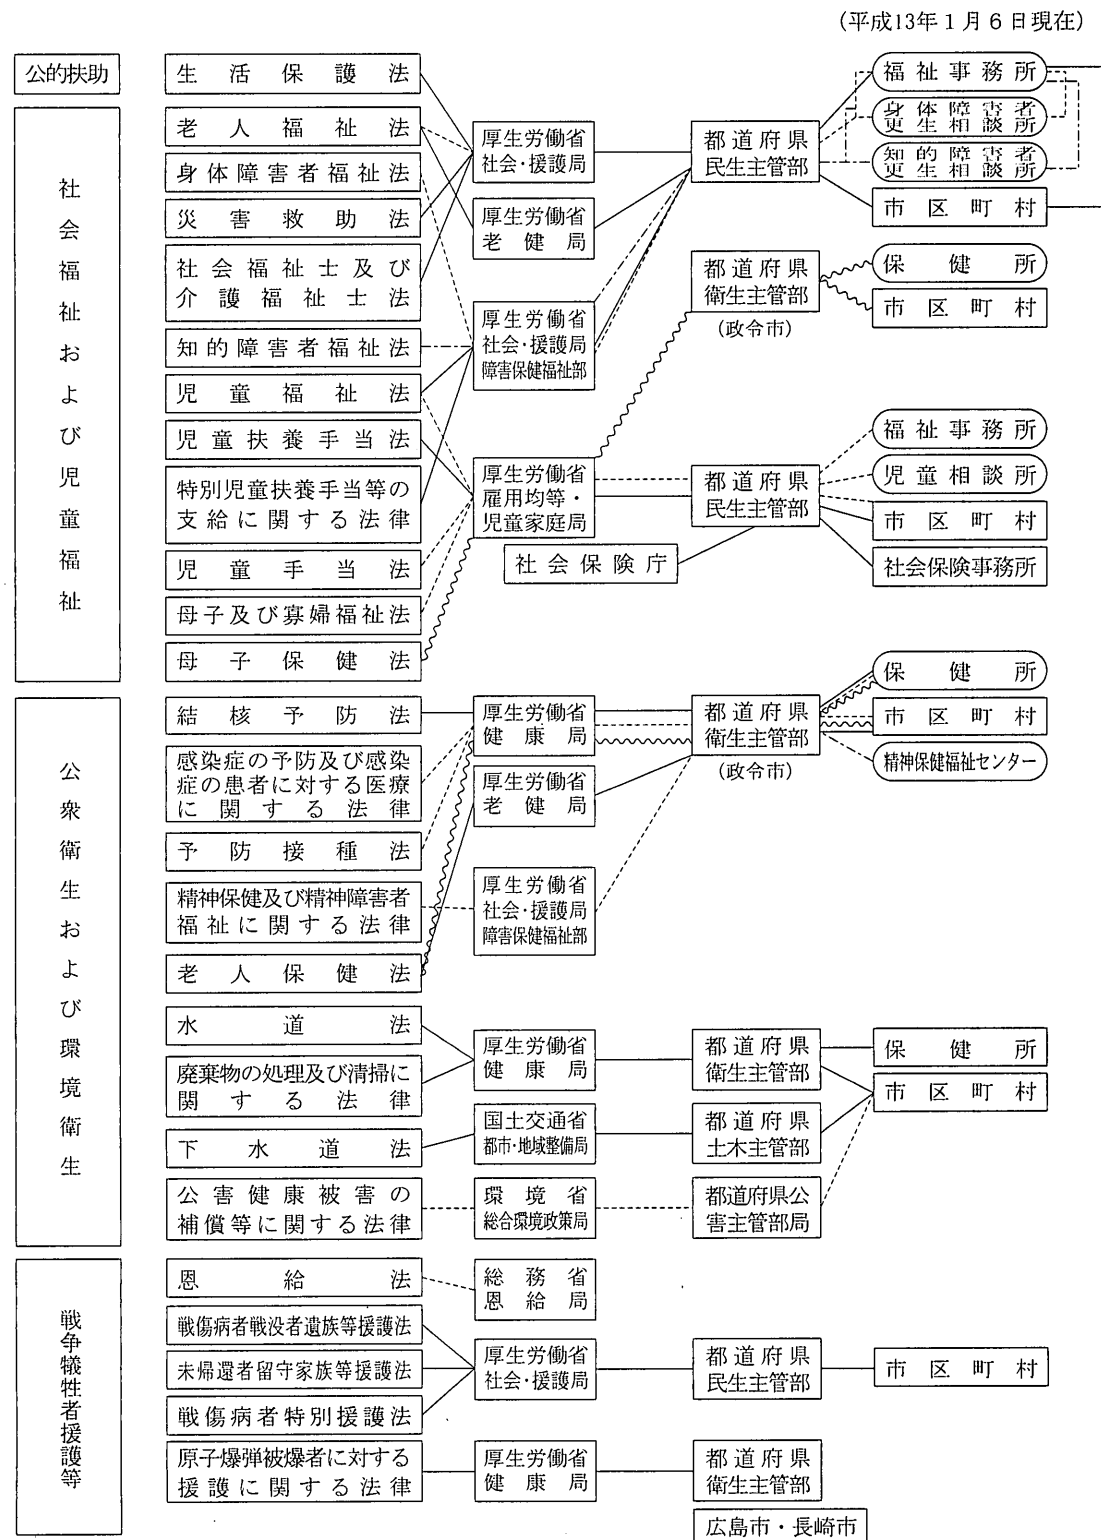 (平成13年1月6日現在)
公的扶助
社会福祉および児童福祉
公衆衛生および環境衛生
戦争犠牲者援護等
生活保護法
老人福祉法
身体障害者福祉法
災害救助法
社会福祉士及び
介護福祉士法
知的障害者福祉法
児童福祉法
児童扶養手当法
特別児童扶養手当等の
支給に関する法律
児童手当法
母子及び寡婦福祉法
母子保健法
厚生労働省
社会・援護局
厚生労働省
老健局
厚生労働省
社会・援護局
障害保健福祉部
厚生労働省
雇用均等・
児童家庭局
社会保険庁
都道府県
民生主管部
都道府県
衛生主管部
(政令市)
都道府県
民生主管部
福祉事務所
身体障害者
更生相談所
知的障害者
更生相談所
市区町村
保健所
市区町村
福祉事務所
児童相談所
市区町村
社会保険事務所
結核予防法
感染症の予防及び感染
症の患者に対する医療
に関する法律
予防接種法
精神保健及び精神障害者
福祉に関する法律
老人保健法
水道法
廃棄物の処理及び清掃に
関する法律
下水道法
公害健康被害の
補償等に関する法律
厚生労働省
健康局
厚生労働省
老健局
厚生労働省
社会・援護局
障害保健福祉部
厚生労働省
健康局
国土交通省
都市・地域整備局
環境省
総合環境政策局
都道府県
衛生主管部
(政令市)
都道府県
衛生主管部
都道府県
土木主管部
都道府県公
害主管部局
保健所
市区町村
精神保健福祉センター
保健所
市区町村
恩給法
戦傷病者戦没者遺族等援護法
未帰還者留守家族等援護法
戦傷病者特別援護法
原子爆弾被爆者に対する
援護に関する法律
総務省
恩給局
厚生労働省
社会・援護局
厚生労働省
健康局
都道府県
民生主管部
都道府県
衛生主管部
広島市・長崎市
市区町村